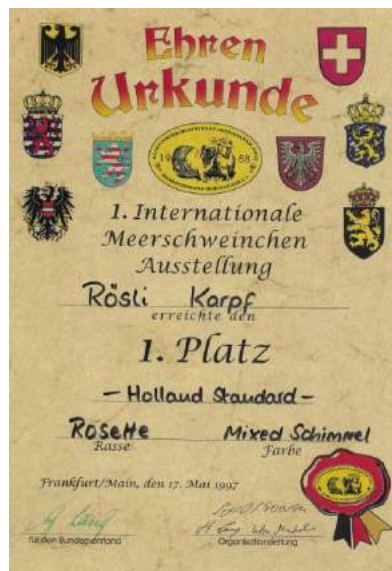 Ehren
Urkunde
1988
1. Internationale
Meerschweinchen
Ausstellung
Rösli Karpf
erreichte den
1. Platz
- Holland Standard -
Rosette Mixed Schimmel
Rasse Farbe
Frankfurt/Main, den 17. Mai 1997
für den Bundesvorstand Organisationsleitung